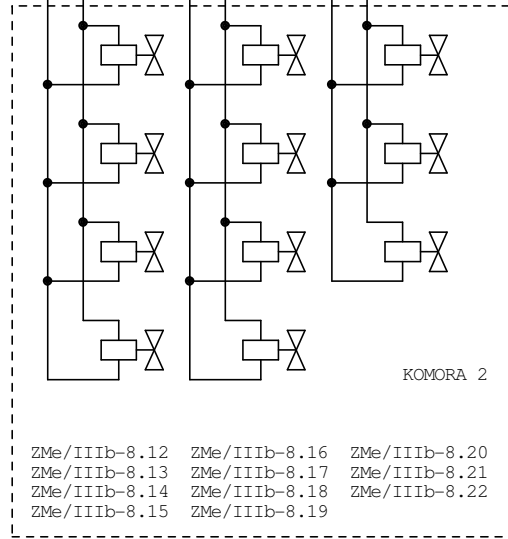 KOMORA 2
ZMe/IIIb-8.12 ZMe/IIIb-8.16 ZMe/IIIb-8.20
ZMe/IIIb-8.13 ZMe/IIIb-8.17 ZMe/IIIb-8.21
ZMe/IIIb-8.14 ZMe/IIIb-8.18 ZMe/IIIb-8.22
ZMe/IIIb-8.15 ZMe/IIIb-8.19